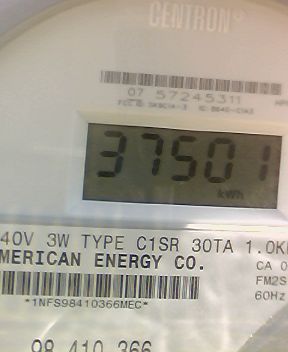 CENTRON®
07 57245311
37501
kWh
40V 3W TYPE C1SR 30TA 1.0K
MERICAN ENERGY CO.
CA 0
FM2S
60Hz
*1NFS98410366MEC*
98 410 366